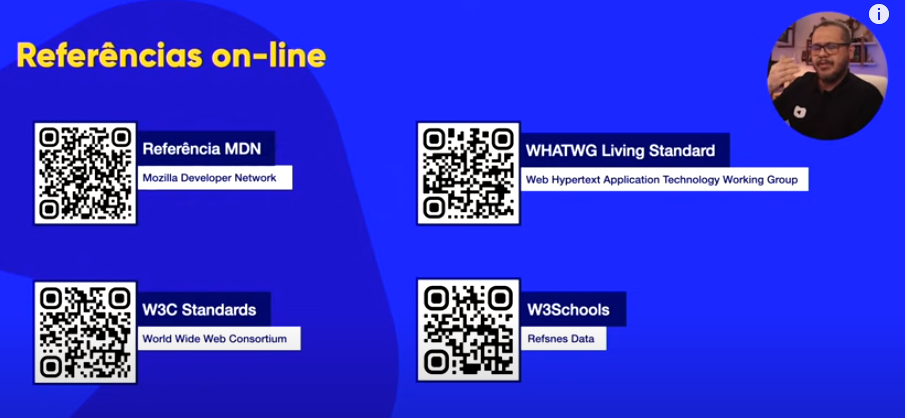 Referências on-line
Referência MDN
Mozilla Developer Network
WHATWG Living Standard
Web Hypertext Application Technology Working Group
W3C Standards
World Wide Web Consortium
W3Schools
Refsnes Data